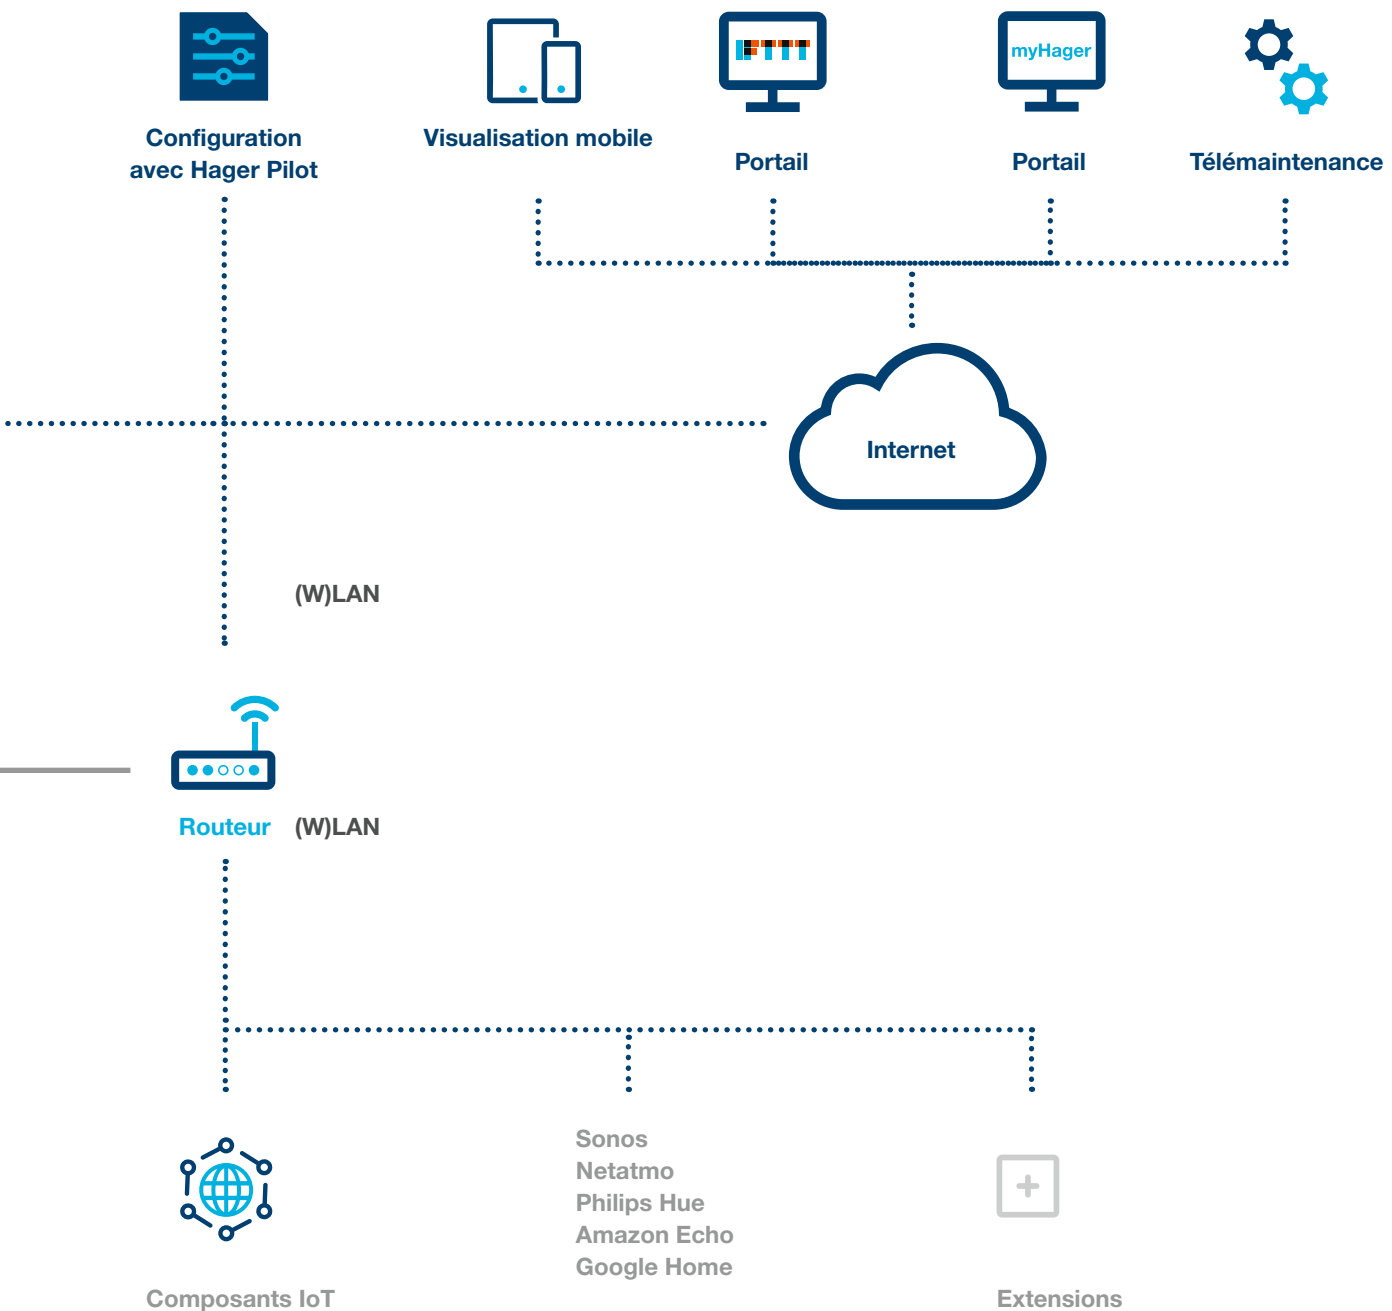 IFTTT
myHager
Configuration
avec Hager Pilot
Visualisation mobile
Portail
Portail
Télémaintenance
Internet
(W)LAN
Routeur
(W)LAN
Sonos
Netatmo
Philips Hue
Amazon Echo
Google Home
Composants IoT
Extensions